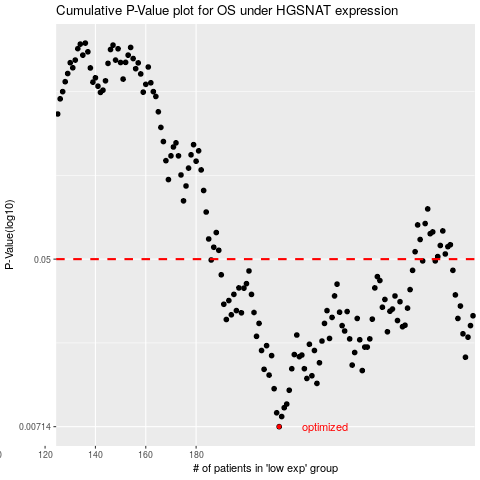 Cumulative P-Value plot for OS under HGSNAT expression
P-Value(log10)
0.05
0.00714
optimized
0 120 140 160 180
# of patients in 'low exp' group